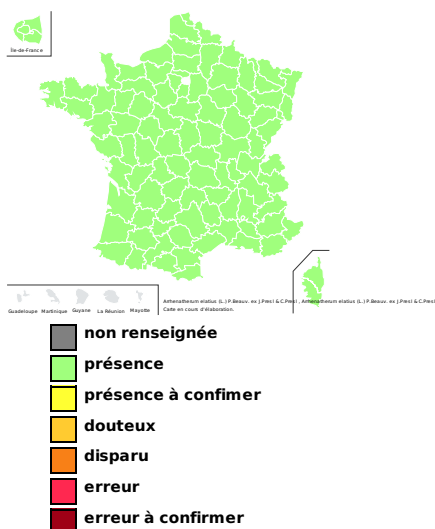 Île-de-France
Guadeloupe Martinique Guyane La Réunion Mayotte
Arrhenatherum elatius (L.) P.Beauv. ex J.Presl & C.Presl , Arrhenatherum elatius (L.) P.Beauv. ex J.Presl & C.Presl
Carte en cours d'élaboration.
non renseignée
présence
présence à confimer
douteux
disparu
erreur
erreur à confirmer